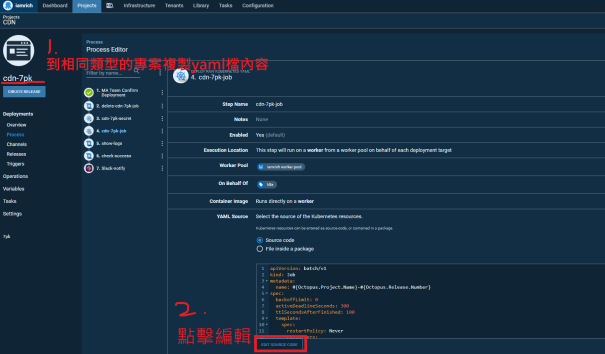 iamrich
Dashboard
Projects
Infrastructure
Tenants
Library
Tasks
Configuration
Projects
CDN
1.
到相同類型的專案複製yaml檔內容
cdn-7pk
CREATE RELEASE
Deployments
Overview
Process
Channels
Releases
Triggers
Operations
Variables
Tasks
Settings
7pk
Process
Process Editor
Filter by name...
1. MA Town Confirm Deployment
2. delete-cdn-7pk-job
3. cdn-7pk-secret
4. cdn-7pk-job
5. show-logs
6. check-success
7. Slack-notify
DEPLOY RAW KUBERNETES YAML
4. cdn-7pk-job
Step Name cdn-7pk-job
Notes None
Enabled Yes (default)
Execution Location This step will run on a worker from a worker pool on behalf of each deployment target
Worker Pool iamrich worker pool
On Behalf Of k8s
Container Image Runs directly on a worker
YAML Source Select the source of the Kubernetes resources.
Kubernetes resources can be entered as source-code, or contained in a package.
Source code
File inside a package
1 apiVersion: batch/v1
2 kind: Job
3 metadata:
4 name: #{Octopus.Project.Name}-#{Octopus.Release.Number}
5 spec:
6 backoffLimit: 0
7 activeDeadlineSeconds: 300
8 ttlSecondsAfterFinished: 100
9 template:
10 spec:
11 restartPolicy: Never
2.
點擊編輯
EDIT SOURCE CODE